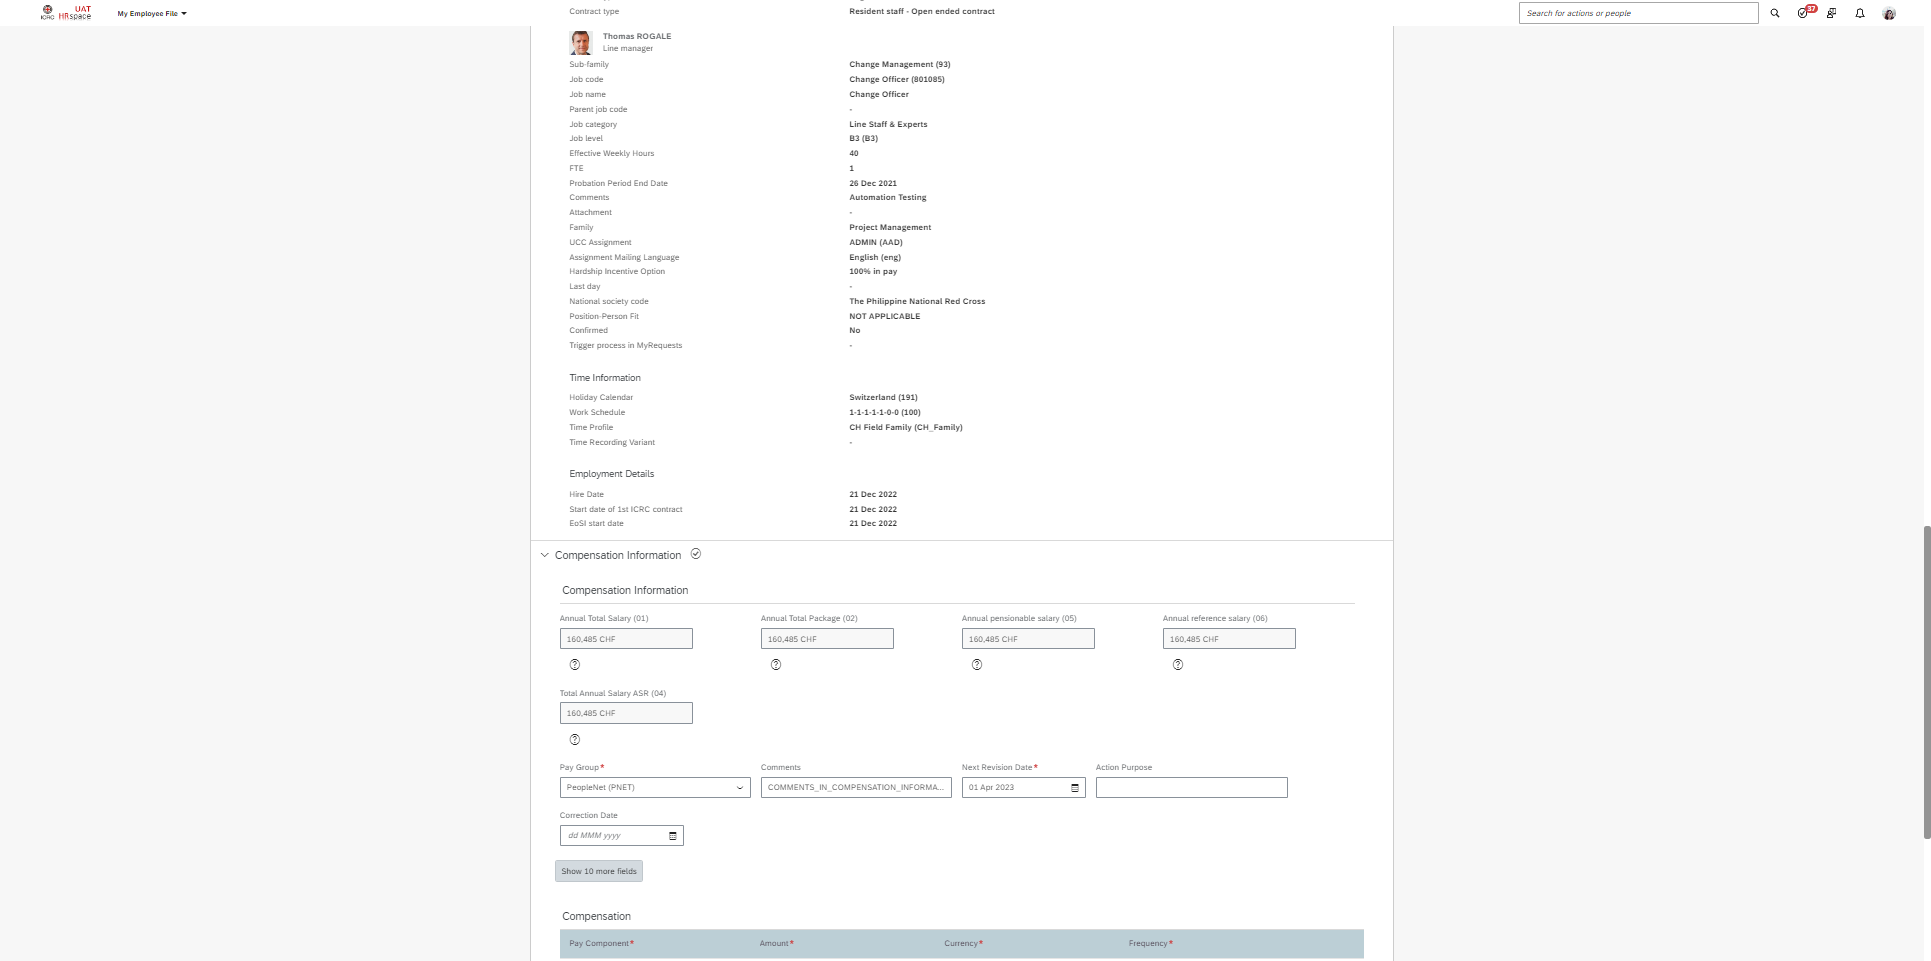 ICRC UAT HRspace My Employee File Search for actions or people 37
Contract type Resident staff - Open ended contract
Thomas ROGALE
Line manager
Sub-family Change Management (93)
Job code Change Officer (801085)
Job name Change Officer
Parent job code -
Job category Line Staff & Experts
Job level B3 (B3)
Effective Weekly Hours 40
FTE 1
Probation Period End Date 26 Dec 2021
Comments Automation Testing
Attachment -
Family Project Management
UCC Assignment ADMIN (AAD)
Assignment Mailing Language English (eng)
Hardship Incentive Option 100% in pay
Last day -
National society code The Philippine National Red Cross
Position-Person Fit NOT APPLICABLE
Confirmed No
Trigger process in MyRequests -
Time Information
Holiday Calendar Switzerland (191)
Work Schedule 1-1-1-1-1-0-0 (100)
Time Profile CH Field Family (CH_Family)
Time Recording Variant -
Employment Details
Hire Date 21 Dec 2022
Start date of 1st ICRC contract 21 Dec 2022
EoSI start date 21 Dec 2022
Compensation Information
Compensation Information
Annual Total Salary (01) Annual Total Package (02) Annual pensionable salary (05) Annual reference salary (06)
160,485 CHF 160,485 CHF 160,485 CHF 160,485 CHF
Total Annual Salary ASR (04)
160,485 CHF
Pay Group* Comments Next Revision Date* Action Purpose
PeopleNet (PNET) COMMENTS_IN_COMPENSATION_INFORMA... 01 Apr 2023
Correction Date
dd MMM yyyy
Show 10 more fields
Compensation
Pay Component* Amount* Currency* Frequency*